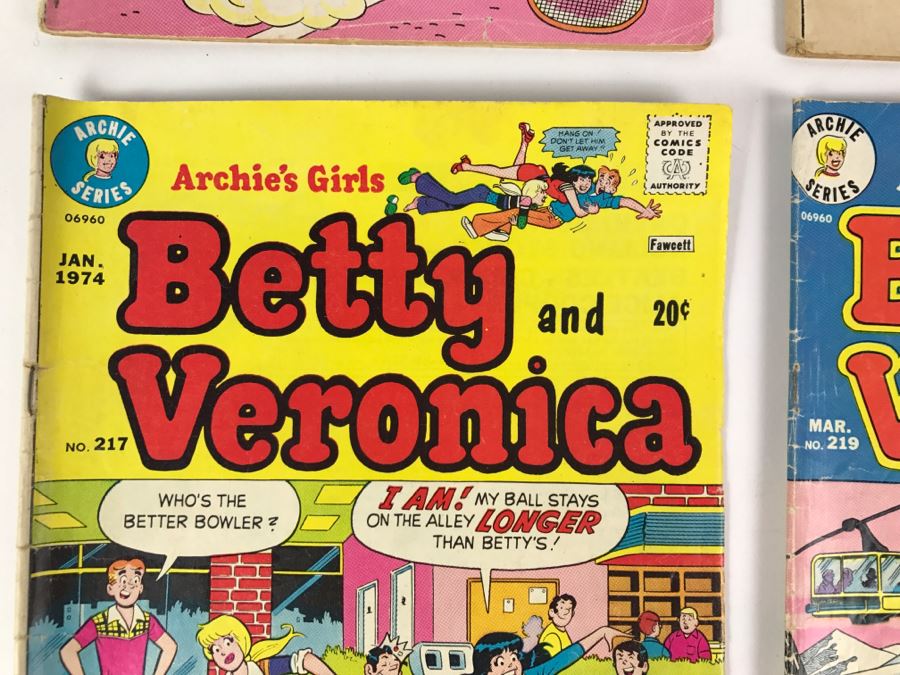 ARCHIE
SERIES
06960
JAN.
1974
Archie's Girls
HANG ON!
DON'T LET HIM
GET AWAY!!
APPROVED
BY THE
COMICS
CODE
CA
AUTHORITY
Fawcett
Betty
and
20¢
Veronica
NO. 217
WHO'S THE
BETTER BOWLER?
I AM! MY BALL STAYS
ON THE ALLEY LONGER
THAN BETTY'S!
ARCHIE
SERIES
06960
MAR.
NO. 219